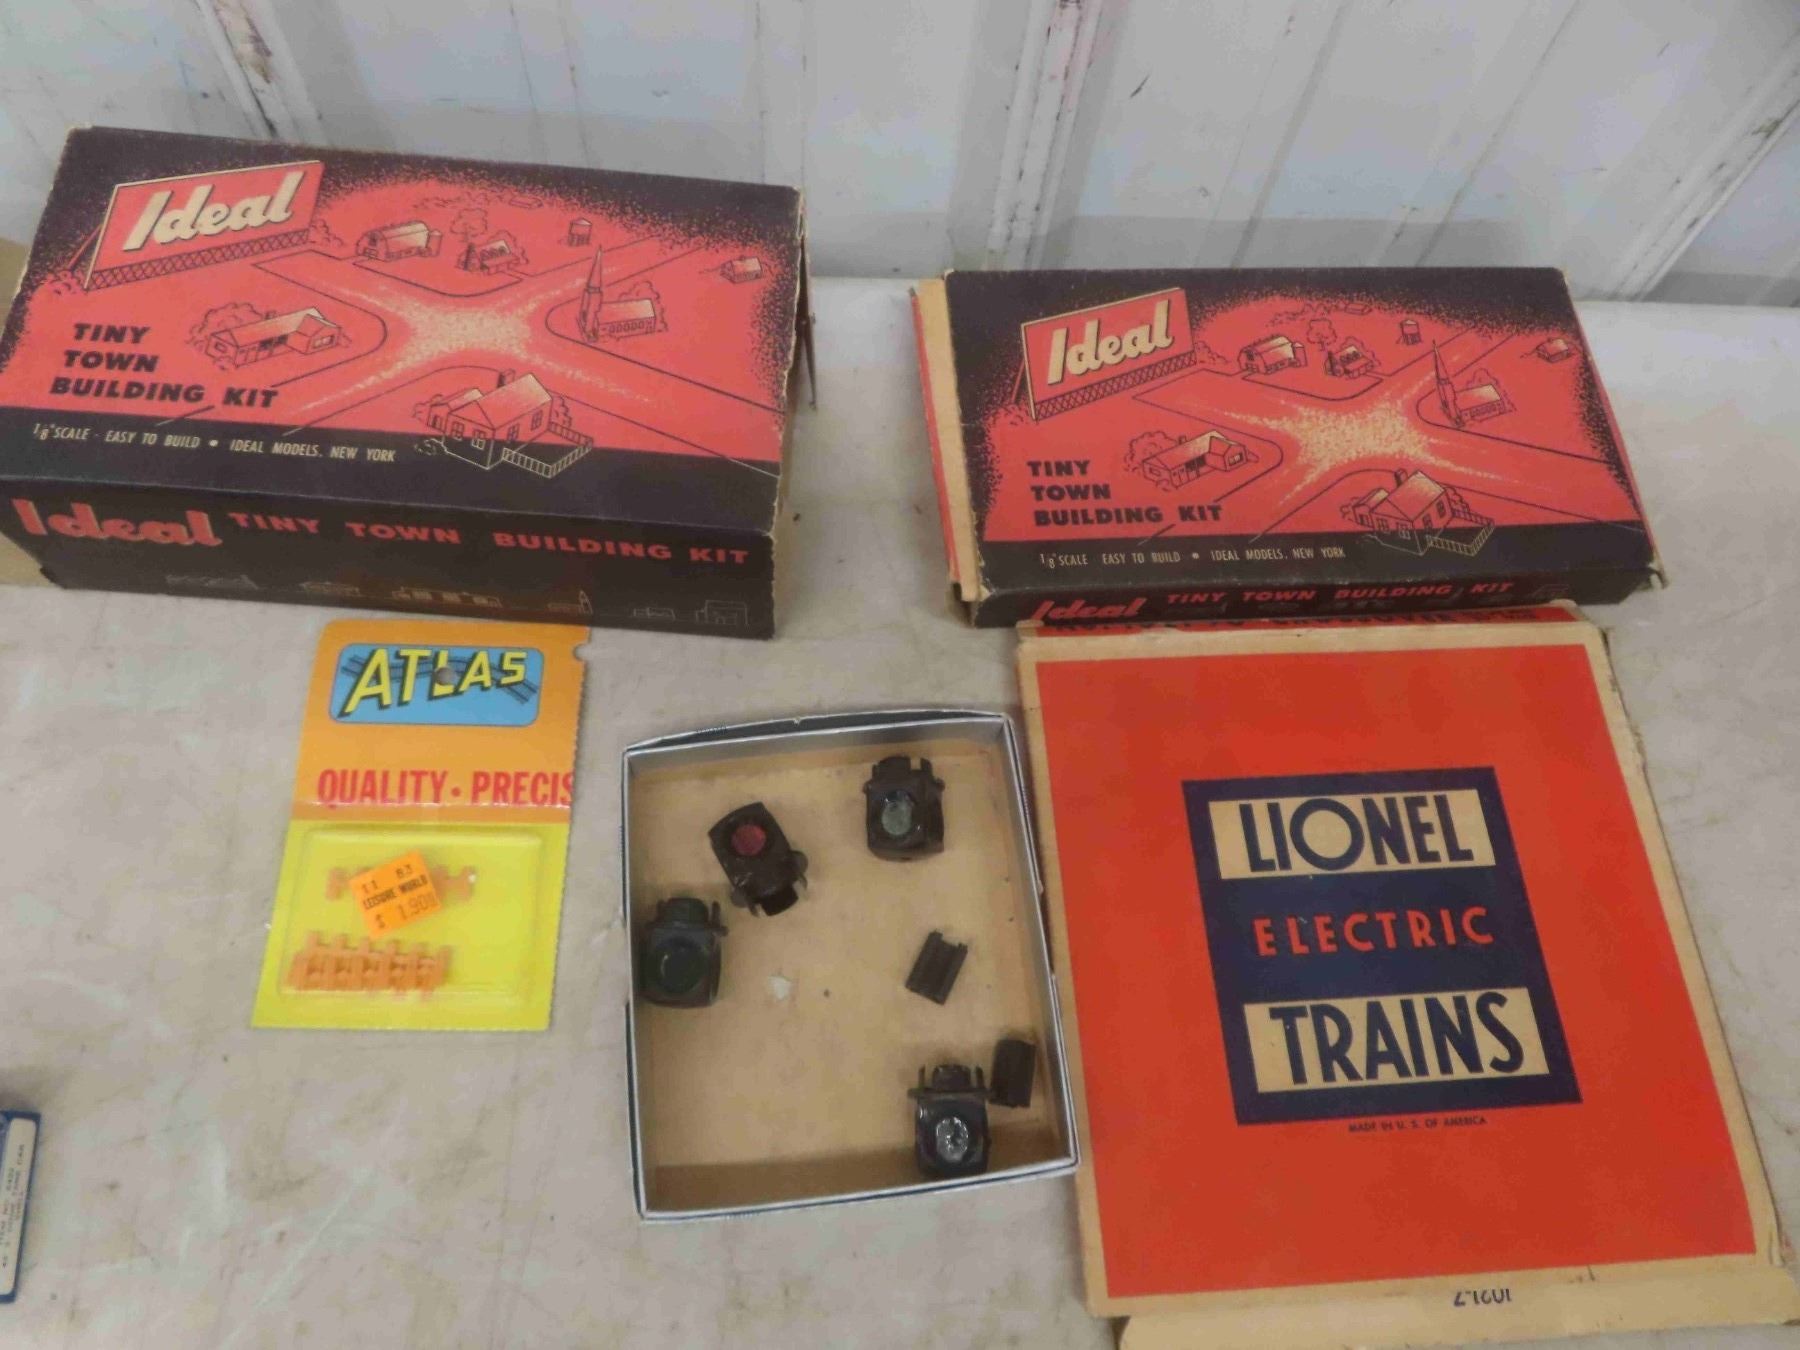 Ideal
TINY
TOWN
BUILDING KIT
1/8" SCALE · EASY TO BUILD • IDEAL MODELS, NEW YORK
Ideal TINY TOWN BUILDING KIT
Ideal
TINY
TOWN
BUILDING KIT
1/8" SCALE EASY TO BUILD • IDEAL MODELS, NEW YORK
Ideal TINY TOWN BUILDING KIT
ATLAS
QUALITY · PRECIS
11 83
LEISURE WORLD
$ 1.90
LIONEL
ELECTRIC
TRAINS
MADE IN U. S. OF AMERICA